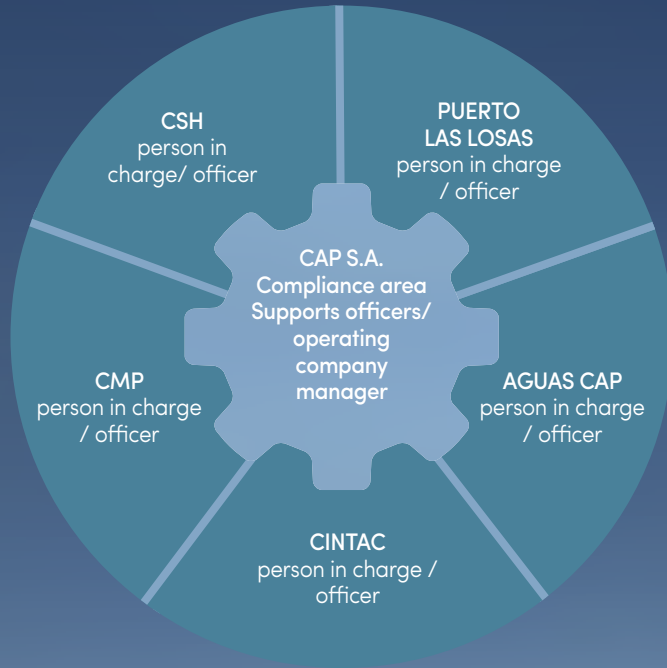 CSH
person in
charge/ officer
PUERTO
LAS LOSAS
person in charge
/ officer
CAP S.A.
Compliance area
Supports officers/
operating
company
manager
CMP
person in charge
/ officer
AGUAS CAP
person in charge
/ officer
CINTAC
person in charge /
officer